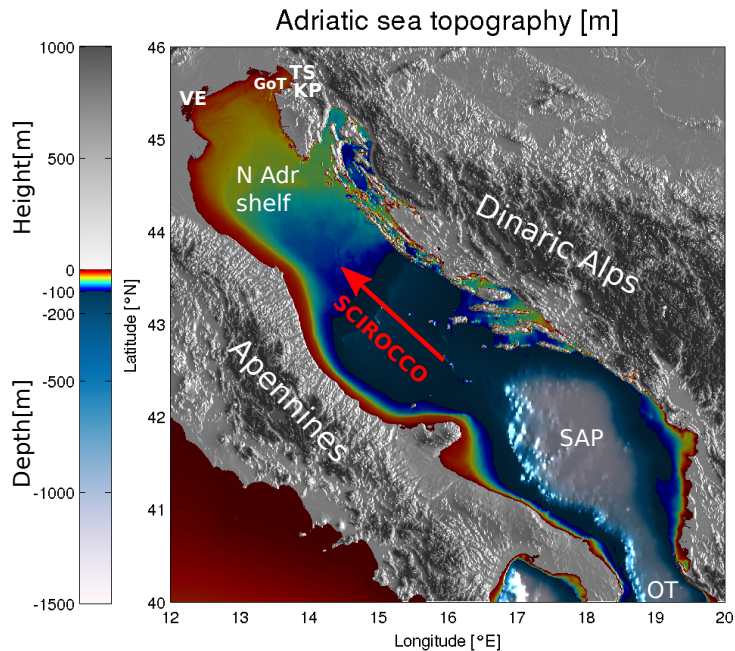 Adriatic sea topography [m]
1000
500
0
-100
-200
-500
-1000
-1500
Height[m]
Depth[m]
46
45
44
43
42
41
40
Latitude [°N]
TS
GoT KP
VE
N Adr
shelf
Dinaric Alps
SCIROCCO
Apennines
SAP
OT
12 13 14 15 16 17 18 19 20
Longitude [°E]